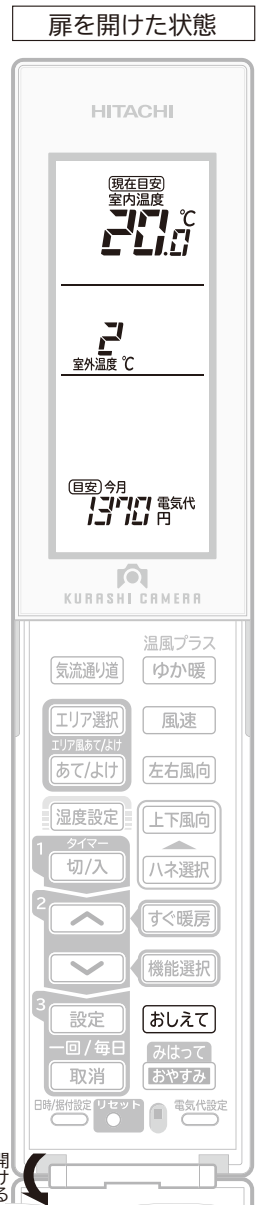 扉を開けた状態
HITACHI
現在目安
室内温度
20.0℃
2
室外温度 ℃
目安 今月
1370 電気代
円
KURASHI CAMERA
温風プラス
気流通り道 ゆか暖
エリア選択 風速
エリア風あて/よけ
あて/よけ 左右風向
湿度設定 上下風向
1 タイマー
切/入 ハネ選択
2
すぐ暖房
機能選択
3
設定 おしえて
一回/毎日 みはって
取消 おやすみ
日時/据付設定 リセット 電気代設定
開ける